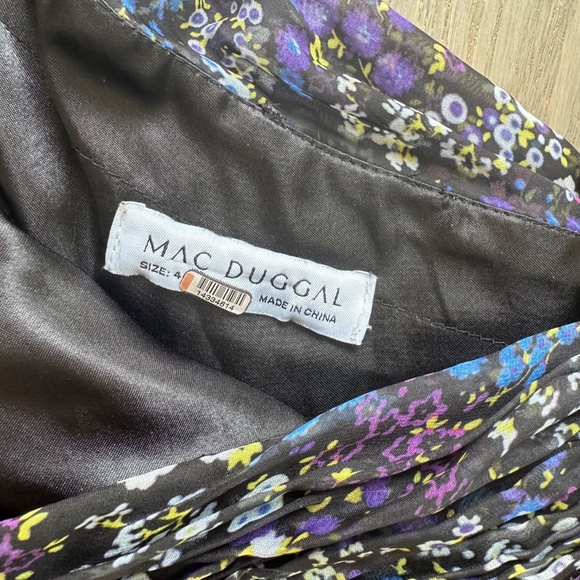 MAC DUGGAL
SIZE: 4
14334614
MADE IN CHINA